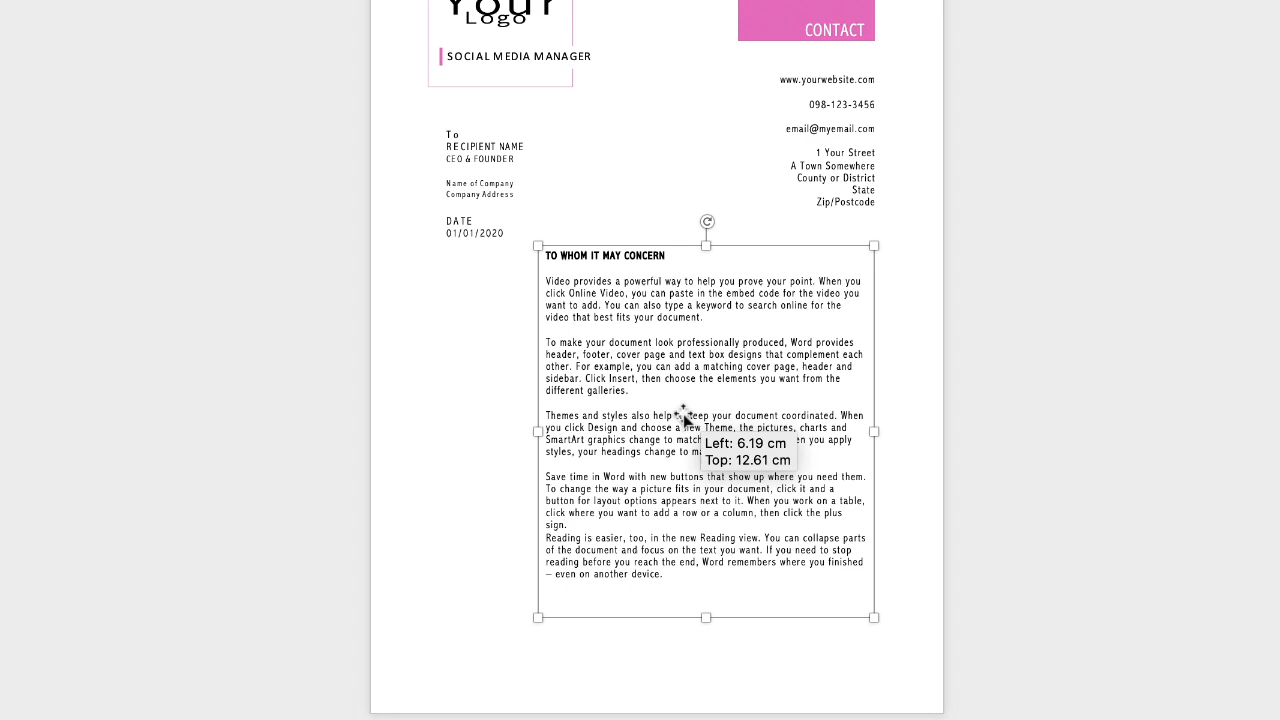 Your
Logo
SOCIAL MEDIA MANAGER
CONTACT
www.yourwebsite.com
098-123-3456
email@myemail.com
1 Your Street
A Town Somewhere
County or District
State
Zip/Postcode
To
RECIPIENT NAME
CEO & FOUNDER
Name of Company
Company Address
DATE
01/01/2020
TO WHOM IT MAY CONCERN
Video provides a powerful way to help you prove your point. When you
click Online Video, you can paste in the embed code for the video you
want to add. You can also type a keyword to search online for the
video that best fits your document.
To make your document look professionally produced, Word provides
header, footer, cover page and text box designs that complement each
other. For example, you can add a matching cover page, header and
sidebar. Click Insert, then choose the elements you want from the
different galleries.
Themes and styles also help keep your document coordinated. When
you click Design and choose a new Theme, the pictures, charts and
SmartArt graphics change to match you apply
styles, your headings change to
Left: 6.19 cm
Top: 12.61 cm
Save time in Word with new buttons that show up where you need them.
To change the way a picture fits in your document, click it and a
button for layout options appears next to it. When you work on a table,
click where you want to add a row or a column, then click the plus
sign.
Reading is easier, too, in the new Reading view. You can collapse parts
of the document and focus on the text you want. If you need to stop
reading before you reach the end, Word remembers where you finished
– even on another device.